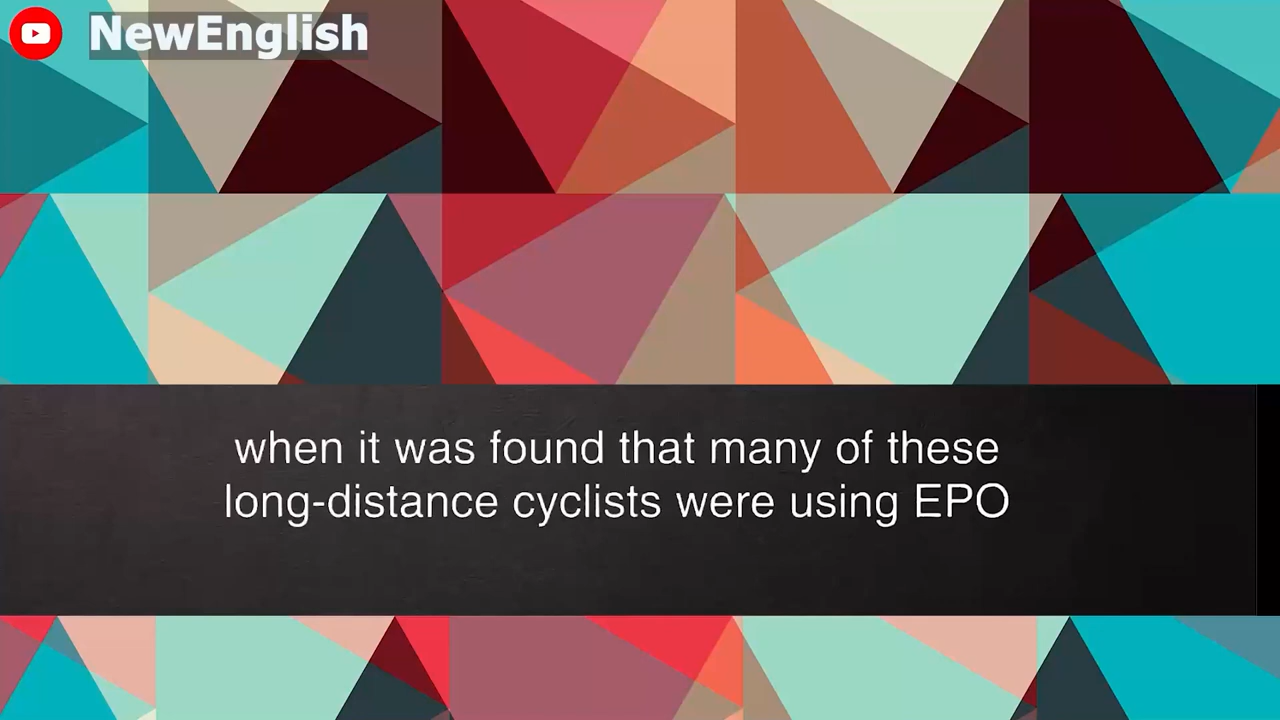 NewEnglish
when it was found that many of these
long-distance cyclists were using EPO